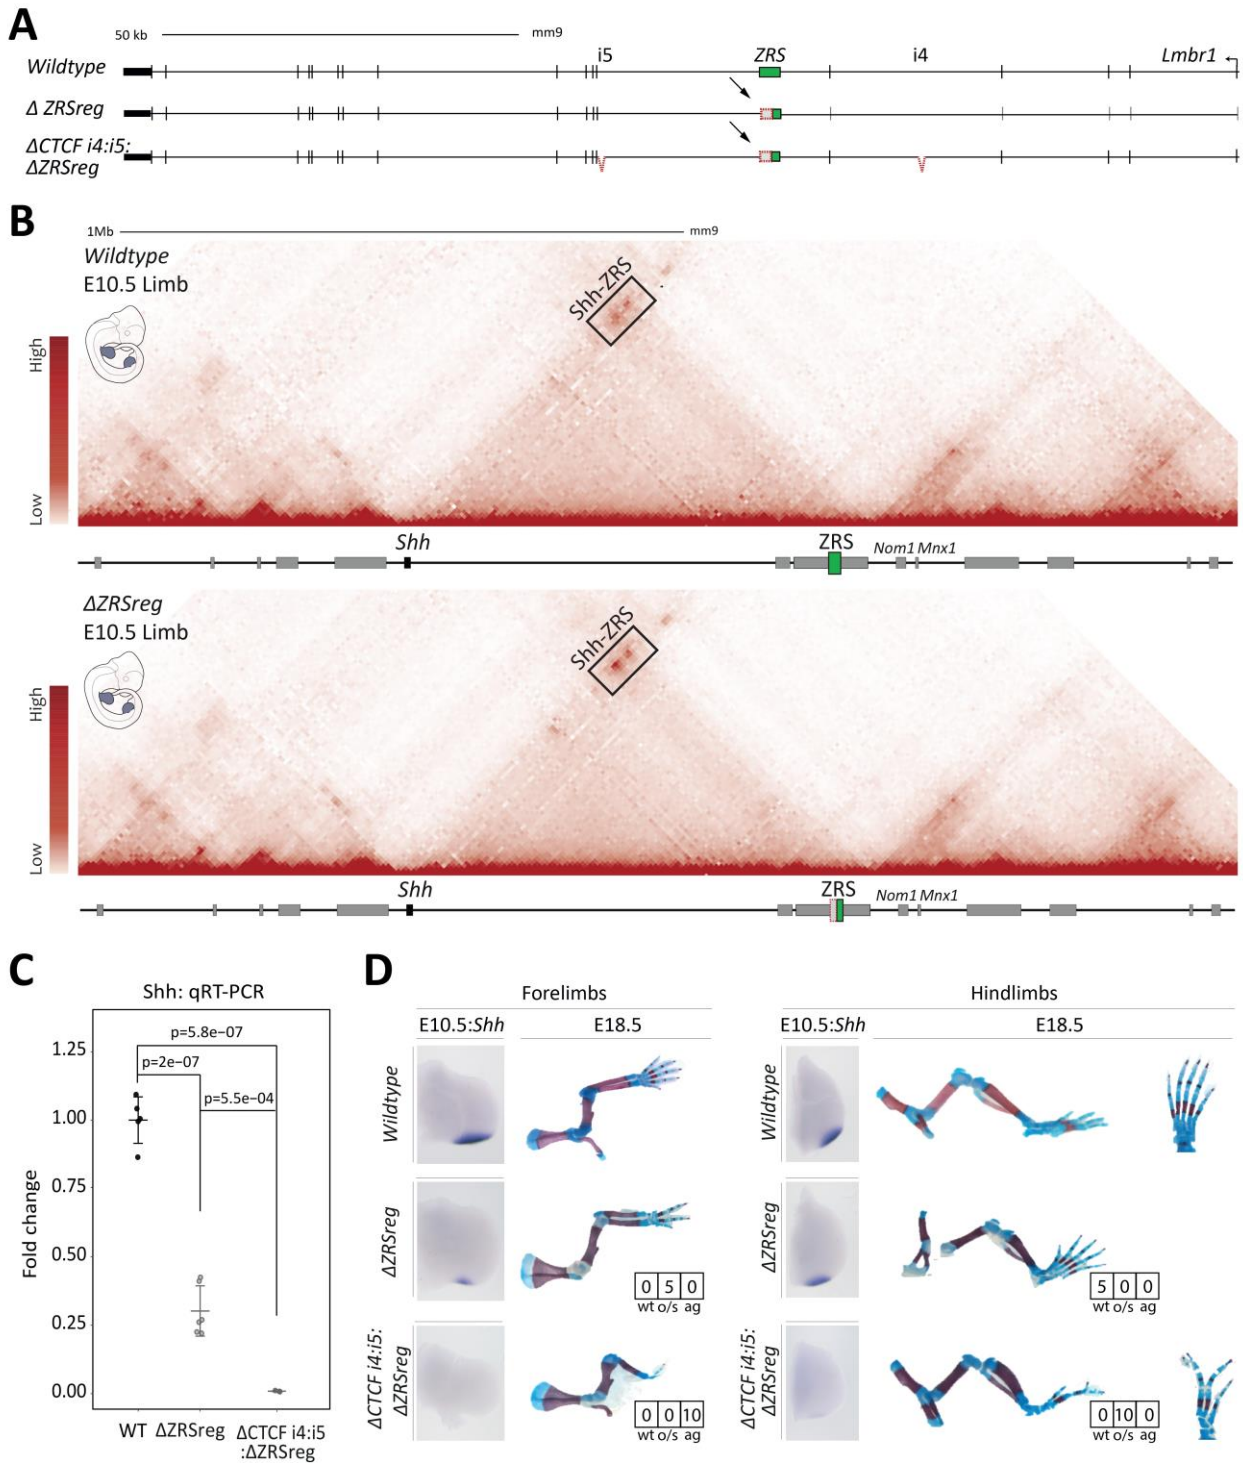 A
50 kb
mm9
i5
ZRS
i4
Lmbr1
Wildtype
Δ ZRSreg
ΔCTCF i4:i5:
ΔZRSreg
B
1Mb
mm9
Wildtype
E10.5 Limb
Shh-ZRS
High
Low
Shh
ZRS
Nom1 Mnx1
ΔZRSreg
E10.5 Limb
Shh-ZRS
High
Low
Shh
ZRS
Nom1 Mnx1
C
Shh: qRT-PCR
p=5.8e−07
p=2e−07
p=5.5e−04
1.25
1.00
0.75
0.50
0.25
0.00
Fold change
WT ΔZRSreg ΔCTCF i4:i5
:ΔZRSreg
D
Forelimbs
Hindlimbs
E10.5:Shh
E18.5
E10.5:Shh
E18.5
Wildtype
Wildtype
ΔZRSreg
0 5 0
wt o/s ag
ΔZRSreg
5 0 0
wt o/s ag
ΔCTCF i4:i5:
ΔZRSreg
0 0 10
wt o/s ag
ΔCTCF i4:i5:
ΔZRSreg
0 10 0
wt o/s ag